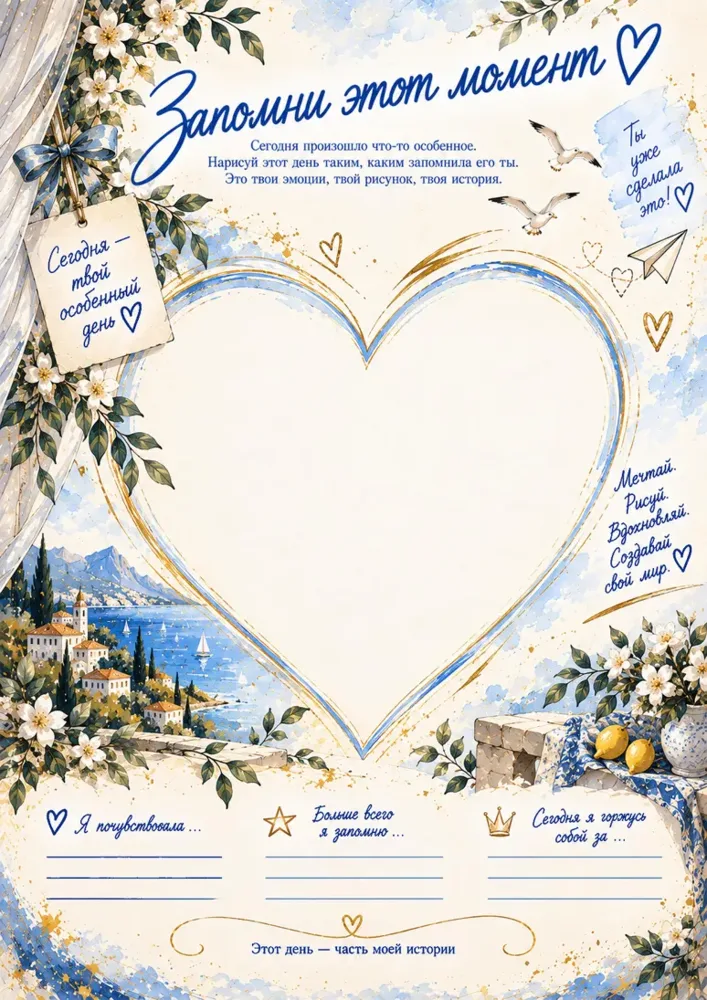 Запомни этот момент
Сегодня произошло что-то особенное.
Нарисуй этот день таким, каким запомнила его ты.
Это твои эмоции, твой рисунок, твоя история.
Ты
уже
сделала
это!
Сегодня —
твой
особенный
день
Мечтай.
Рисуй.
Вдохновляй.
Создавай
свой мир.
Я почувствовала ...
Больше всего
я запомню ...
Сегодня я горжусь
собой за ...
Этот день — часть моей истории